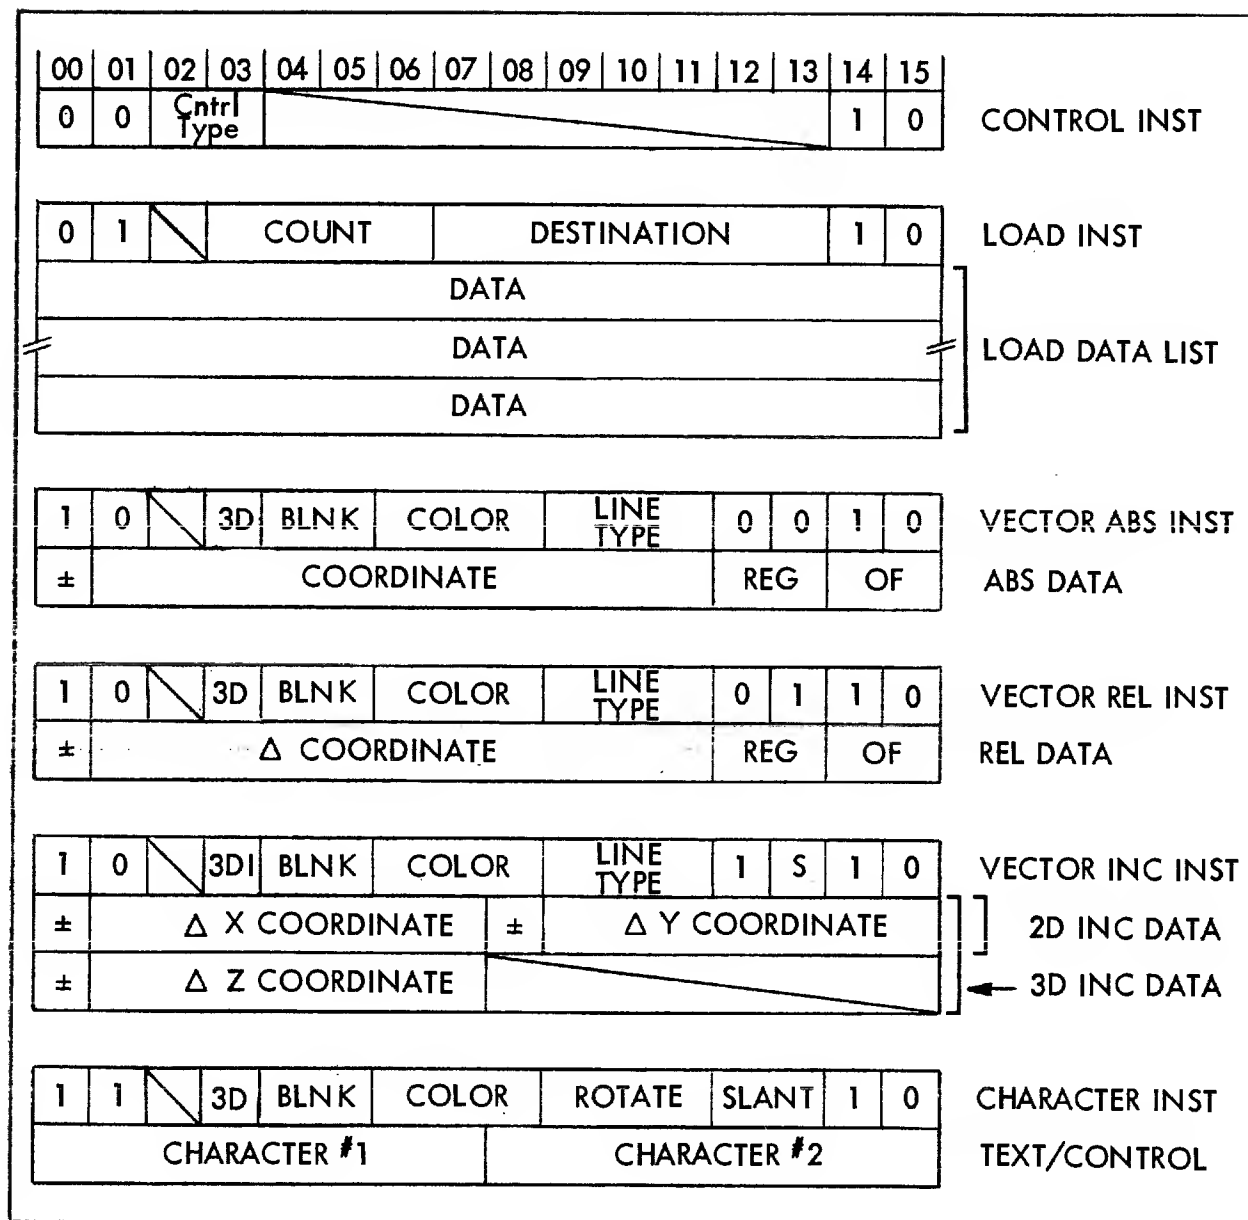 00 01 02 03 04 05 06 07 08 09 10 11 12 13 14 15
0 0 Cntrl Type 1 0 CONTROL INST
0 1 COUNT DESTINATION 1 0 LOAD INST
DATA
DATA LOAD DATA LIST
DATA
1 0 3D BLNK COLOR LINE TYPE 0 0 1 0 VECTOR ABS INST
± COORDINATE REG OF ABS DATA
1 0 3D BLNK COLOR LINE TYPE 0 1 1 0 VECTOR REL INST
± Δ COORDINATE REG OF REL DATA
1 0 3DI BLNK COLOR LINE TYPE 1 S 1 0 VECTOR INC INST
± Δ X COORDINATE ± Δ Y COORDINATE 2D INC DATA
± Δ Z COORDINATE 3D INC DATA
1 1 3D BLNK COLOR ROTATE SLANT 1 0 CHARACTER INST
CHARACTER #1 CHARACTER #2 TEXT/CONTROL